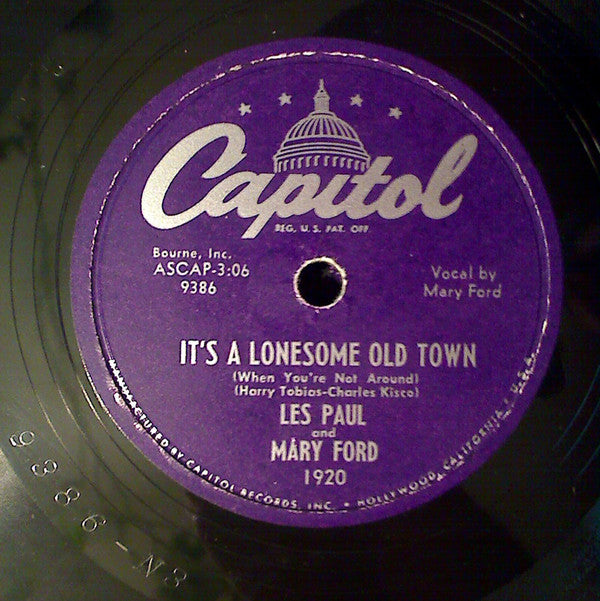 Capitol
REG. U.S. PAT. OFF
Bourne, Inc.
ASCAP-3:06
9386
Vocal by
Mary Ford
IT'S A LONESOME OLD TOWN
(When You're Not Around)
(Harry Tobias-Charles Kisco)
LES PAUL
and
MARY FORD
1920
MANUFACTURED BY CAPITOL RECORDS, INC. • HOLLYWOOD, CALIFORNIA, U.S.A.
9386-N3